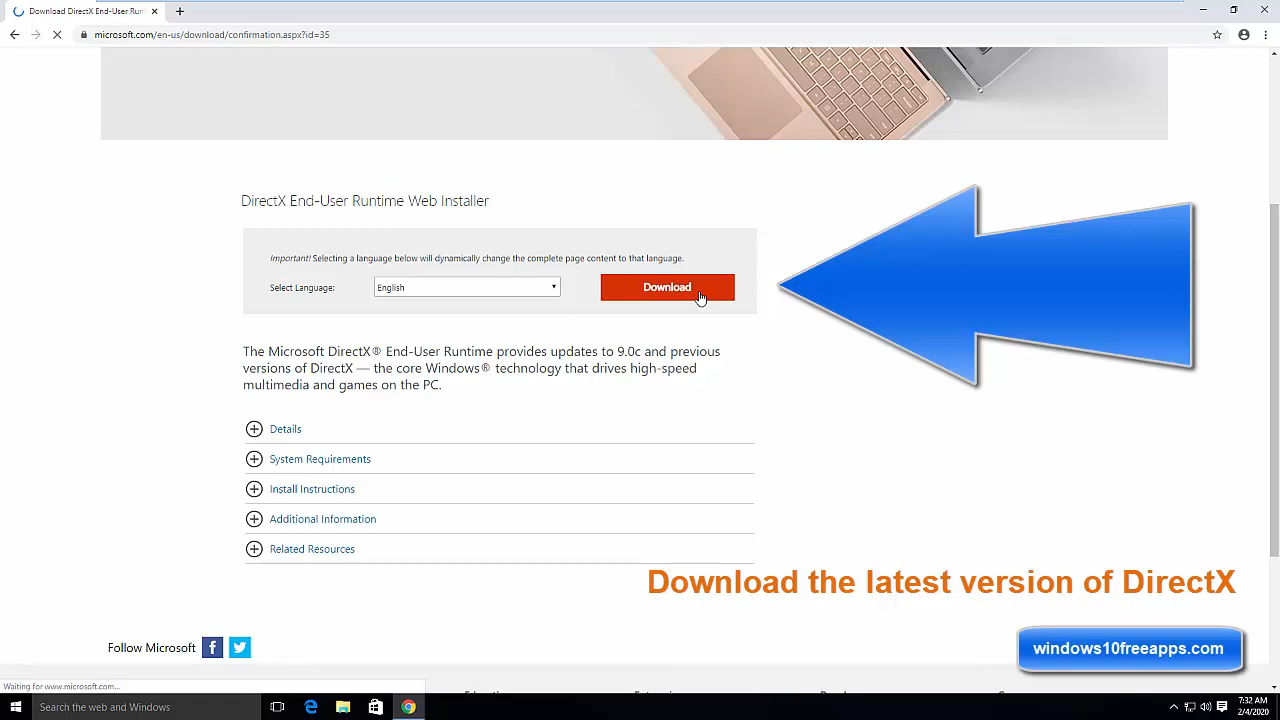 Download DirectX End-User Run
microsoft.com/en-us/download/confirmation.aspx?id=35
DirectX End-User Runtime Web Installer
Important! Selecting a language below will dynamically change the complete page content to that language.
Select Language:
English
Download
The Microsoft DirectX® End-User Runtime provides updates to 9.0c and previous
versions of DirectX — the core Windows® technology that drives high-speed
multimedia and games on the PC.
Details
System Requirements
Install Instructions
Additional Information
Related Resources
Download the latest version of DirectX
Follow Microsoft
windows10freeapps.com
Waiting for www.microsoft.com...
Search the web and Windows
7:32 AM
2/4/2020